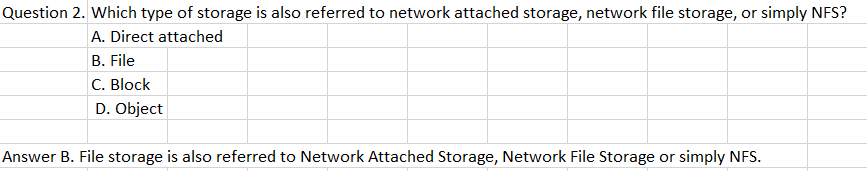 Question 2. Which type of storage is also referred to network attached storage, network file storage, or simply NFS?
A. Direct attached
B. File
C. Block
D. Object
Answer B. File storage is also referred to Network Attached Storage, Network File Storage or simply NFS.